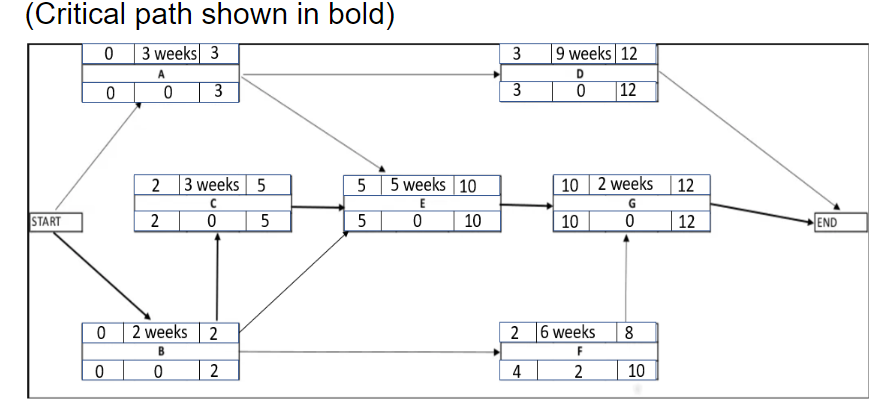 (Critical path shown in bold)
0 3 weeks 3
A
0 0 3
3 9 weeks 12
D
3 0 12
2 3 weeks 5
C
2 0 5
5 5 weeks 10
E
5 0 10
10 2 weeks 12
G
10 0 12
START
END
0 2 weeks 2
B
0 0 2
2 6 weeks 8
F
4 2 10